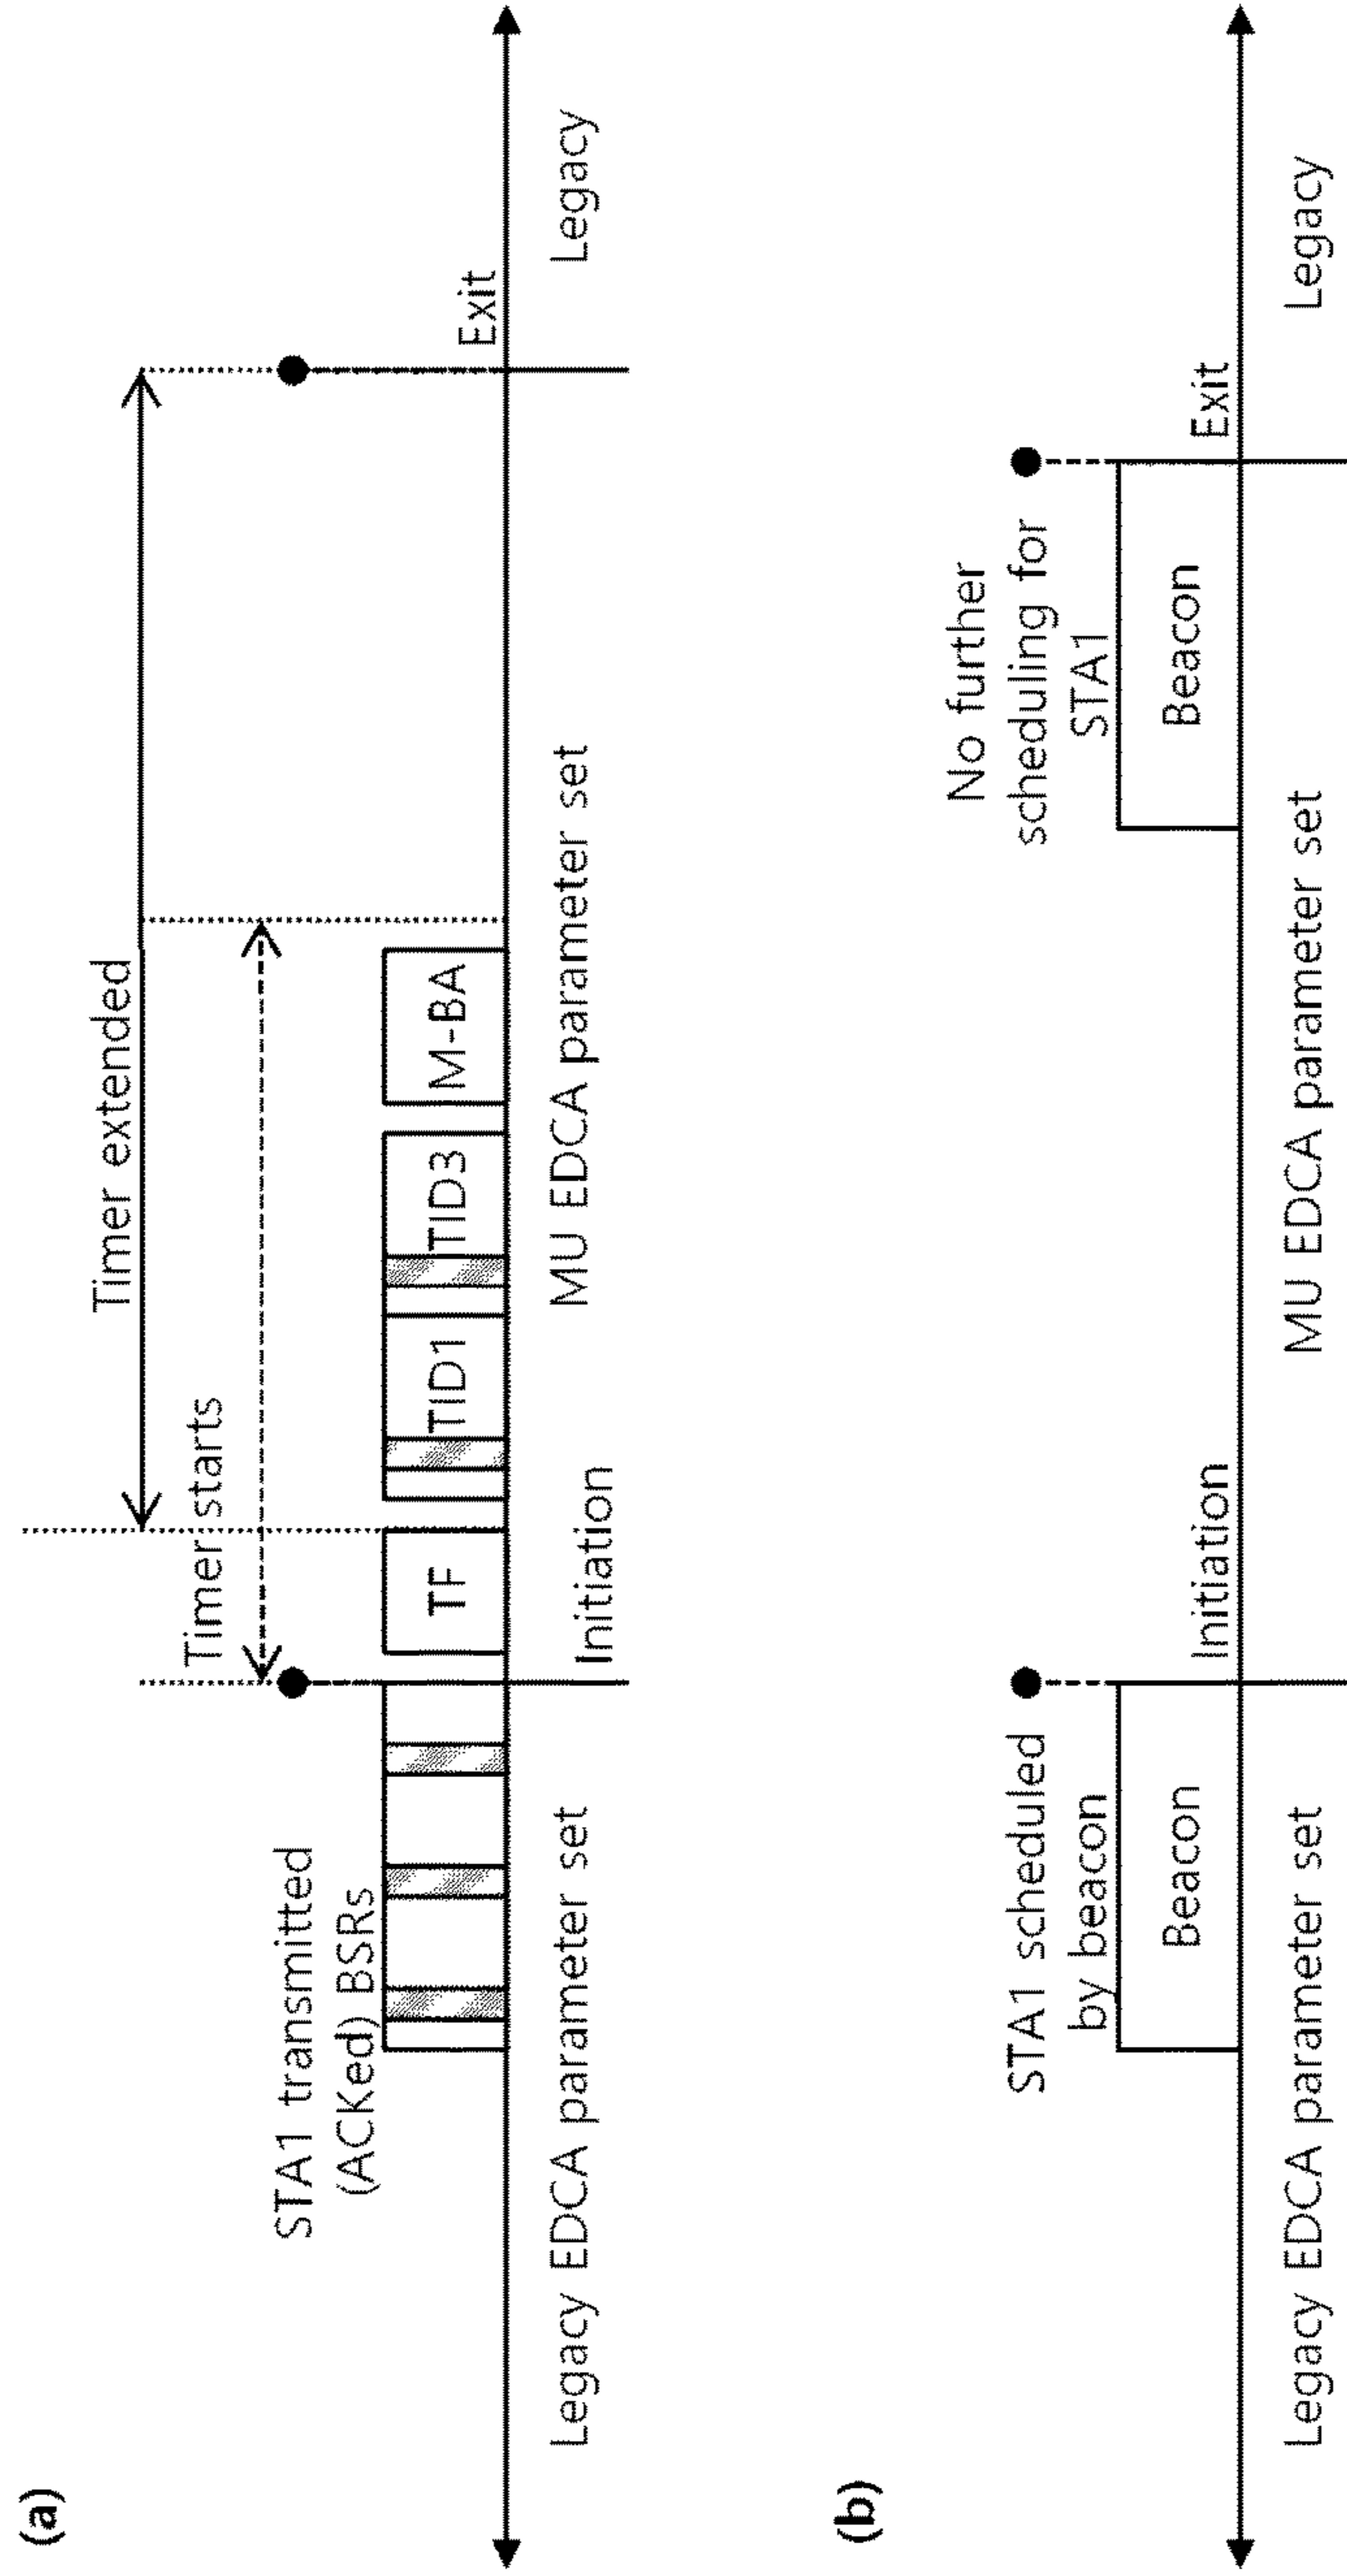 (a)
Timer extended
Timer starts
STA1 transmitted
(ACKed) BSRs
TF
TID1
TID3
M-BA
Exit
Initiation
Legacy EDCA parameter set
MU EDCA parameter set
Legacy
(b)
No further
scheduling for
STA1
STA1 scheduled
by beacon
Beacon
Beacon
Initiation
Exit
Legacy EDCA parameter set
MU EDCA parameter set
Legacy